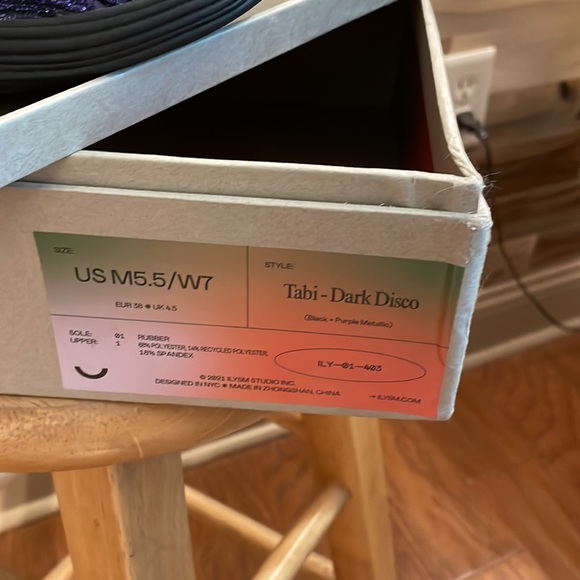 SIZE:
US M5.5/W7
EUR 38 ✹ UK 4.5
STYLE:
Tabi - Dark Disco
(Black + Purple Metallic)
SOLE: 01 RUBBER
UPPER: 1 68% POLYESTER, 14% RECYCLED POLYESTER,
18% SPANDEX
ILY—01—403
© 2021 ILYSM STUDIO INC.
DESIGNED IN NYC ✹ MADE IN ZHONGSHAN, CHINA
→ ILYSM.COM